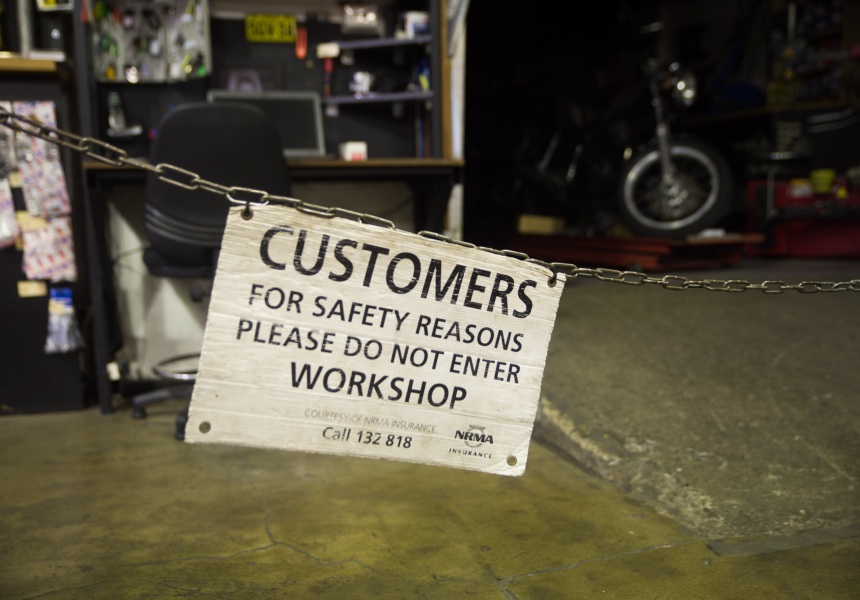 CUSTOMERS
FOR SAFETY REASONS
PLEASE DO NOT ENTER
WORKSHOP
COURTESY OF NRMA INSURANCE
Call 132 818
NRMA
INSURANCE